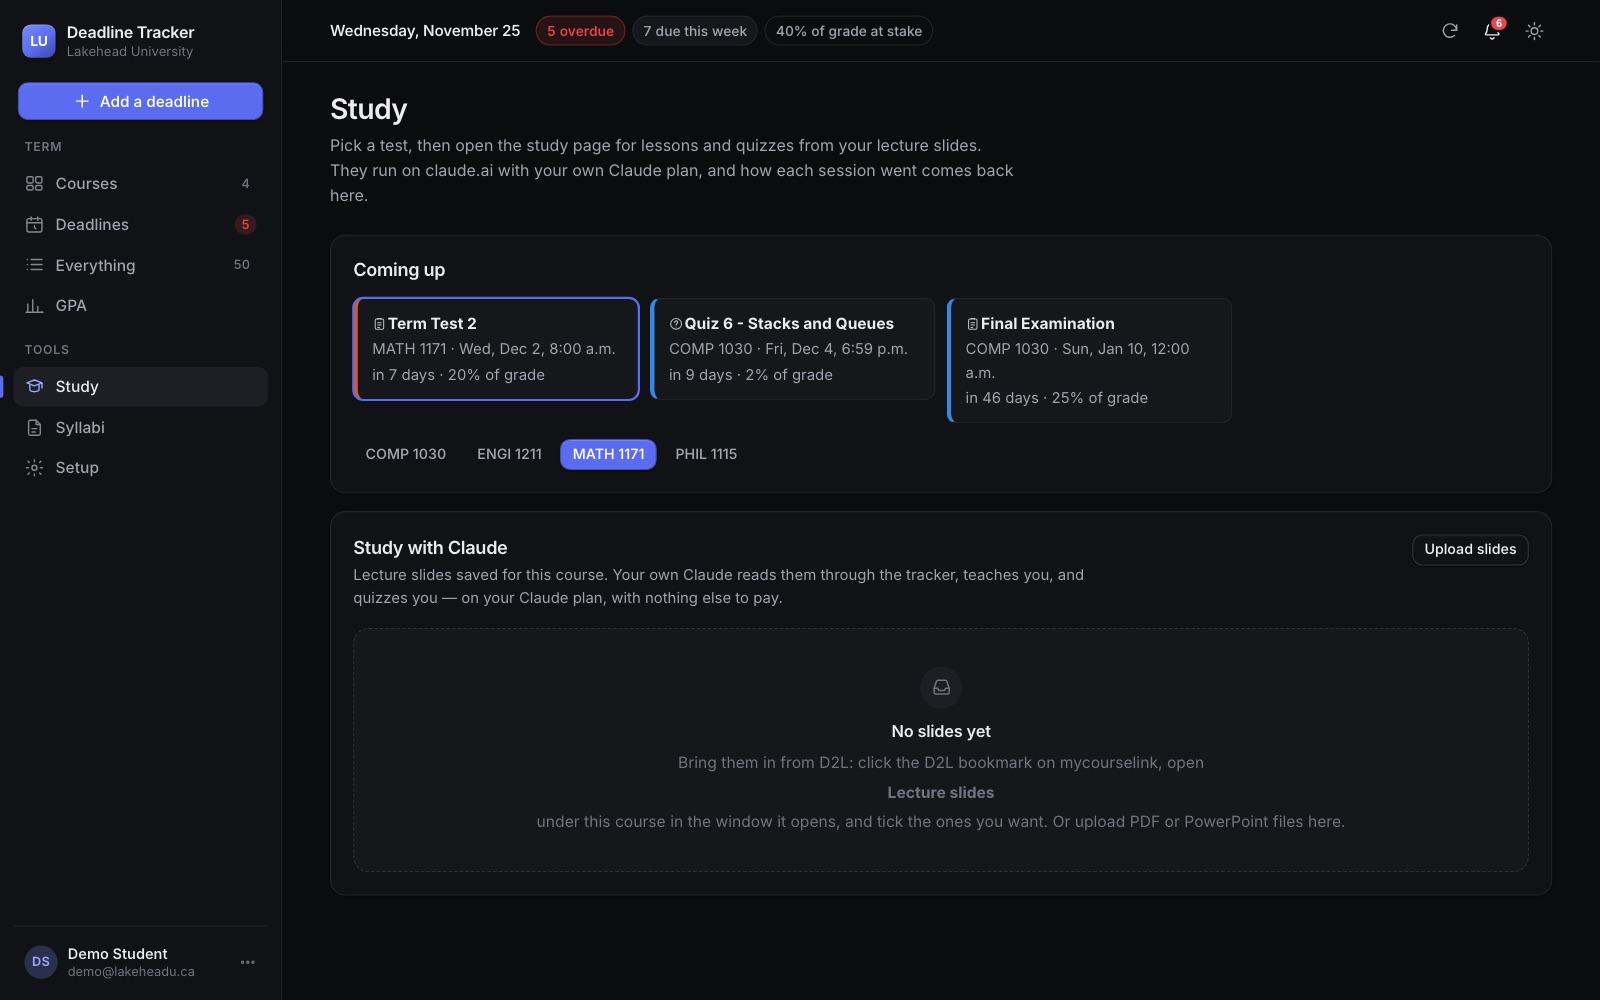 LU
Deadline Tracker
Lakehead University
Add a deadline
TERM
Courses 4
Deadlines 5
Everything 50
GPA
TOOLS
Study
Syllabi
Setup
DS
Demo Student
demo@lakeheadu.ca
Wednesday, November 25 5 overdue 7 due this week 40% of grade at stake 6
Study
Pick a test, then open the study page for lessons and quizzes from your lecture slides.
They run on claude.ai with your own Claude plan, and how each session went comes back
here.
Coming up
Term Test 2
MATH 1171 · Wed, Dec 2, 8:00 a.m.
in 7 days · 20% of grade
Quiz 6 - Stacks and Queues
COMP 1030 · Fri, Dec 4, 6:59 p.m.
in 9 days · 2% of grade
Final Examination
COMP 1030 · Sun, Jan 10, 12:00
a.m.
in 46 days · 25% of grade
COMP 1030 ENGI 1211 MATH 1171 PHIL 1115
Study with Claude
Upload slides
Lecture slides saved for this course. Your own Claude reads them through the tracker, teaches you, and
quizzes you — on your Claude plan, with nothing else to pay.
No slides yet
Bring them in from D2L: click the D2L bookmark on mycourselink, open
Lecture slides
under this course in the window it opens, and tick the ones you want. Or upload PDF or PowerPoint files here.